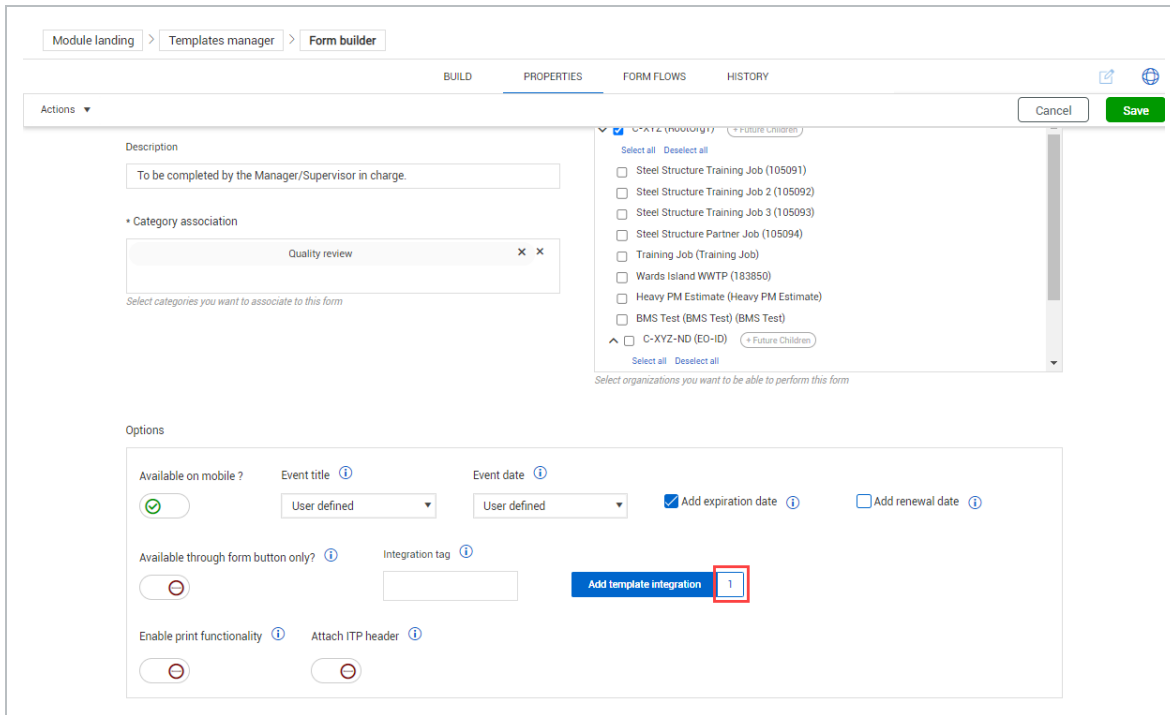 Module landing > Templates manager > Form builder
BUILD PROPERTIES FORM FLOWS HISTORY
Actions
Cancel Save
C-XYZ (RootOrg1) + Future Children
Select all Deselect all
Steel Structure Training Job (105091)
Steel Structure Training Job 2 (105092)
Steel Structure Training Job 3 (105093)
Steel Structure Partner Job (105094)
Training Job (Training Job)
Wards Island WWTP (183850)
Heavy PM Estimate (Heavy PM Estimate)
BMS Test (BMS Test) (BMS Test)
C-XYZ-ND (EO-ID) + Future Children
Select all Deselect all
Select organizations you want to be able to perform this form
Description
To be completed by the Manager/Supervisor in charge.
* Category association
Quality review × ×
Select categories you want to associate to this form
Options
Available on mobile ? Event title Event date
User defined User defined Add expiration date Add renewal date
Available through form button only? Integration tag
Add template integration 1
Enable print functionality Attach ITP header